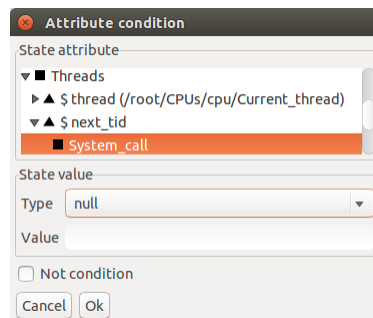 Attribute condition
State attribute
Threads
$ thread (/root/CPUs/cpu/Current_thread)
$ next_tid
System_call
State value
Type null
Value
Not condition
Cancel Ok